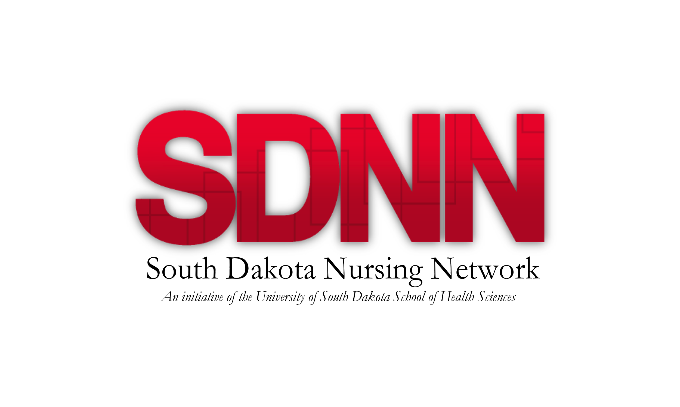 SDNN
South Dakota Nursing Network
An initiative of the University of South Dakota School of Health Sciences